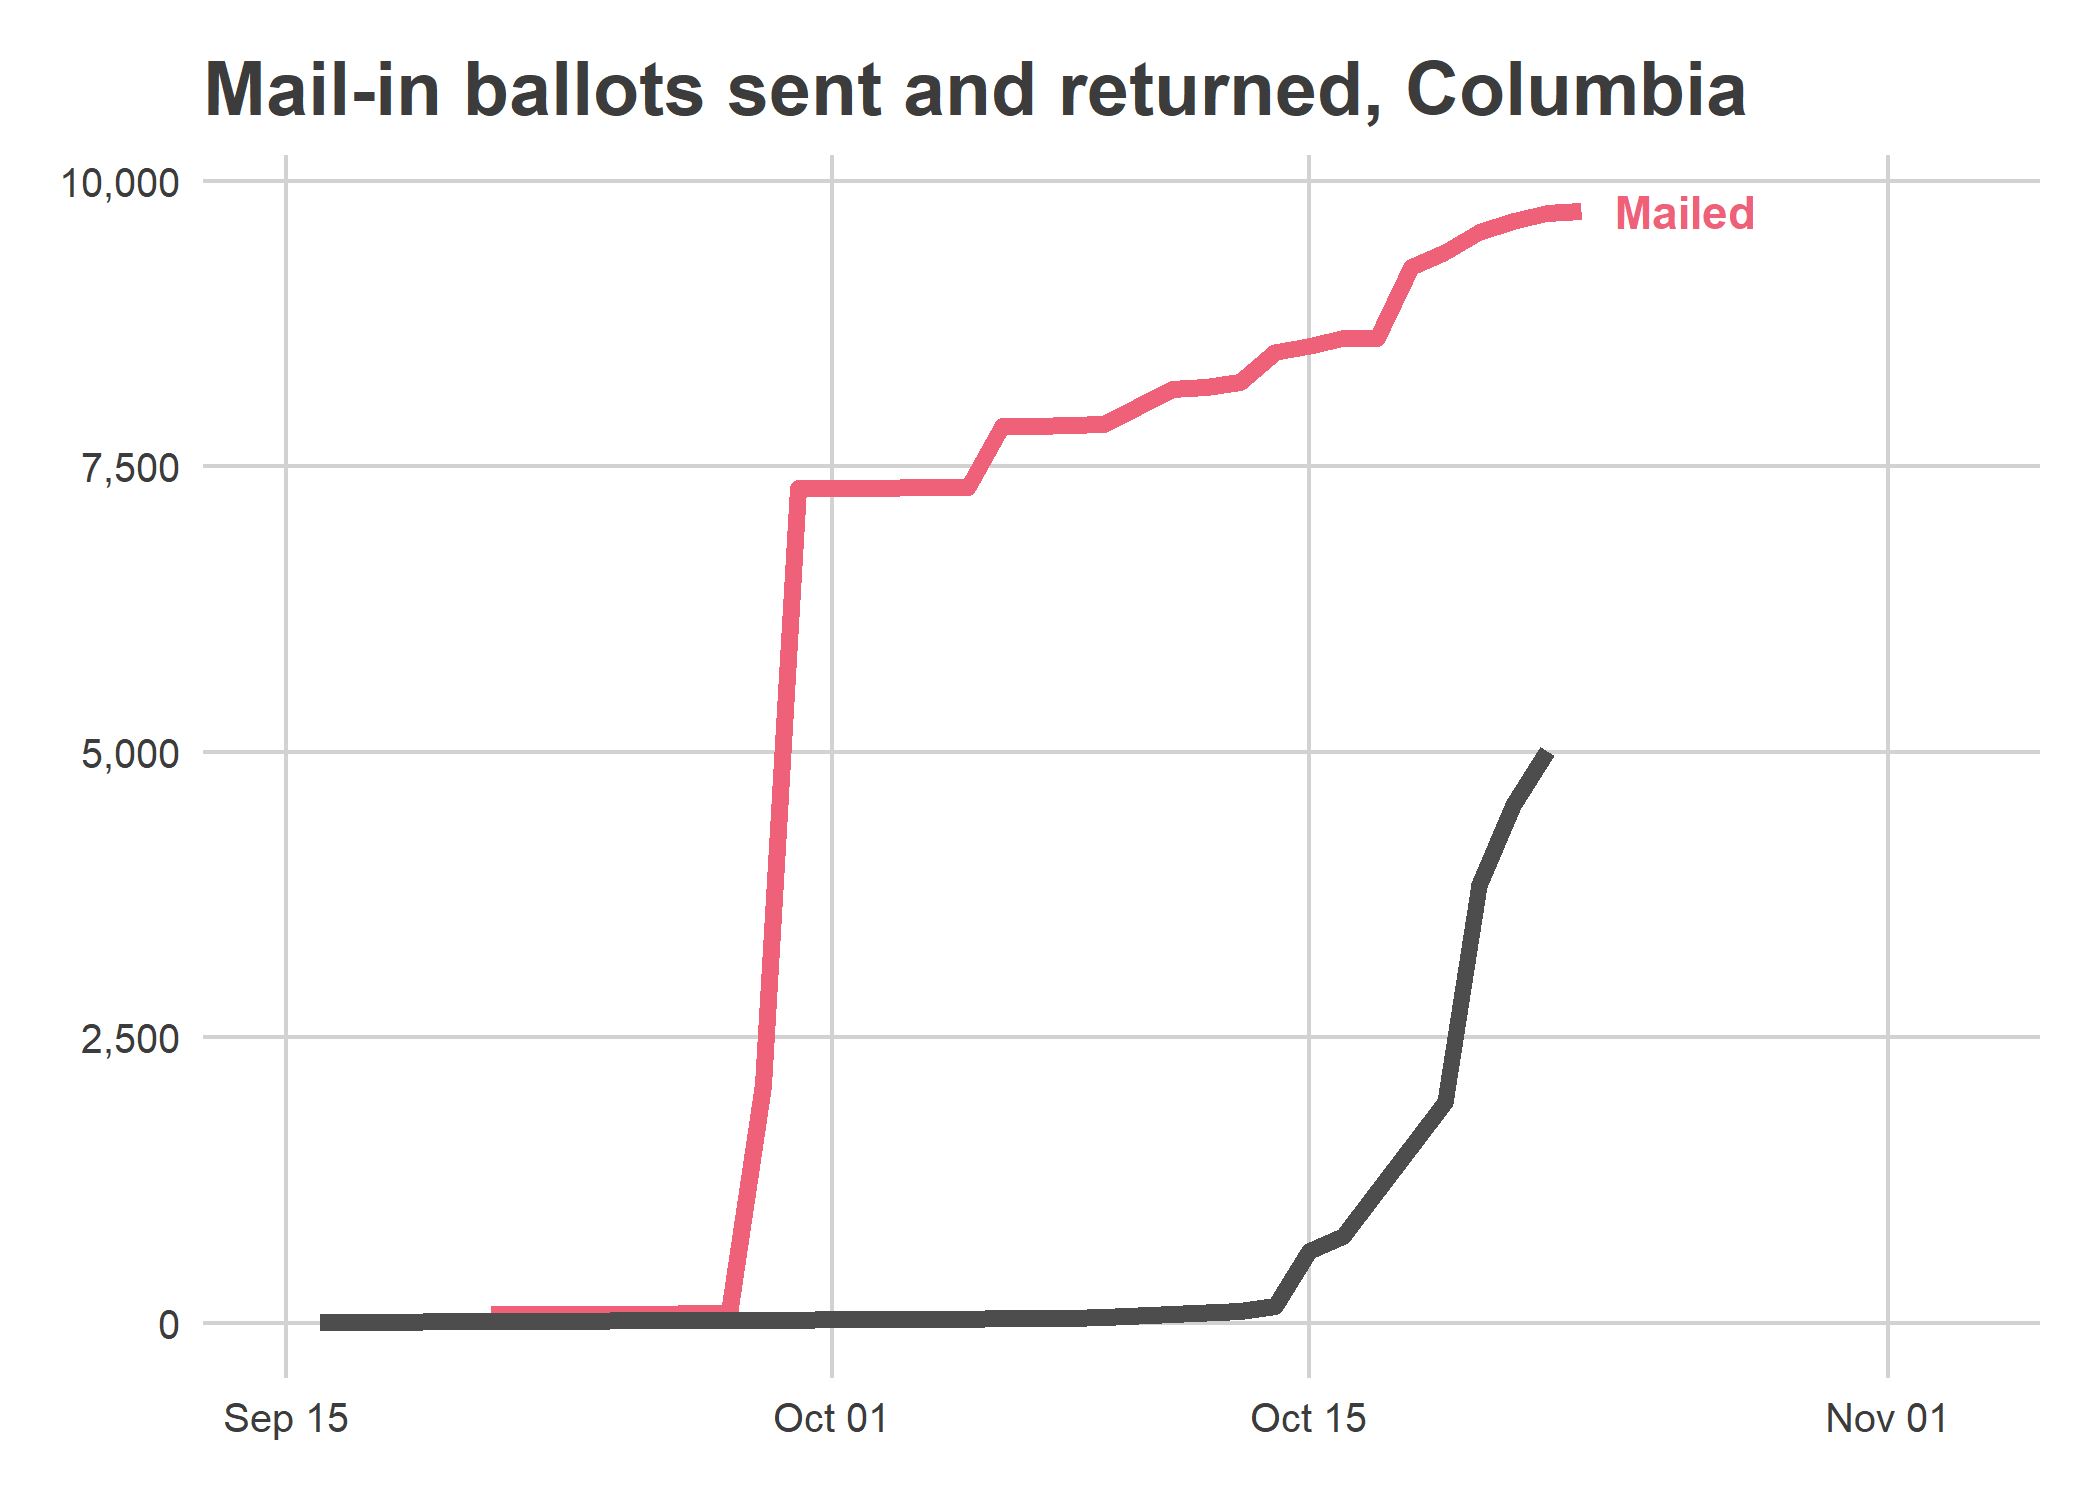 Mail-in ballots sent and returned, Columbia
10,000
Mailed
7,500
5,000
2,500
0
Sep 15
Oct 01
Oct 15
Nov 01